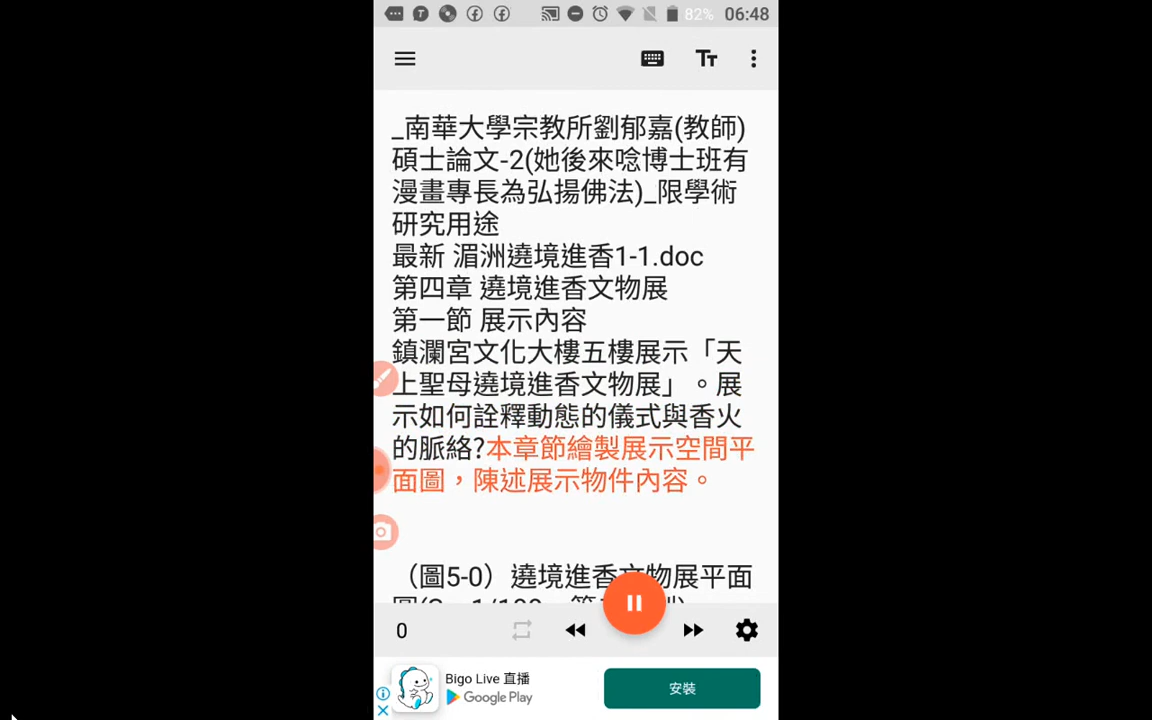 82% 06:48
_南華大學宗教所劉郁嘉(教師)
碩士論文-2(她後來唸博士班有
漫畫專長為弘揚佛法)_限學術
研究用途
最新 湄洲遶境進香1-1.doc
第四章 遶境進香文物展
第一節 展示內容
鎮瀾宮文化大樓五樓展示「天
上聖母遶境進香文物展」。展
示如何詮釋動態的儀式與香火
的脈絡?本章節繪製展示空間平
面圖，陳述展示物件內容。
（圖5-0）遶境進香文物展平面
0
Bigo Live 直播
Google Play
安裝